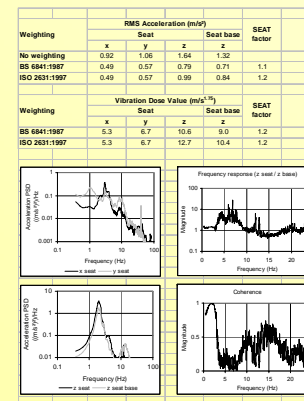 RMS Acceleration (m/s²)
Weighting Seat Seat base SEAT factor
x y z z
No weighting 0.92 1.06 1.64 1.32
BS 6841:1987 0.49 0.57 0.79 0.71 1.1
ISO 2631:1997 0.49 0.57 0.99 0.84 1.2
Vibration Dose Value (m/s^1.75)
Weighting Seat Seat base SEAT factor
x y z z
BS 6841:1987 5.3 6.7 10.6 9.0 1.2
ISO 2631:1997 5.3 6.7 12.7 10.4 1.2
Acceleration PSD
((m/s²)²)/Hz
1
0.1
0.01
0.001
0.1 1 10 100
Frequency (Hz)
x seat y seat
Frequency response (z seat / z base)
Magnitude
100
10
1
0.1
0 5 10 15 20
Frequency (Hz)
Acceleration PSD
((m/s²)²)/Hz
10
1
0.1
0.01
0.1 1 10 100
Frequency (Hz)
z seat z seat base
Coherence
Magnitude
1
0.5
0
0 5 10 15 20
Frequency (Hz)